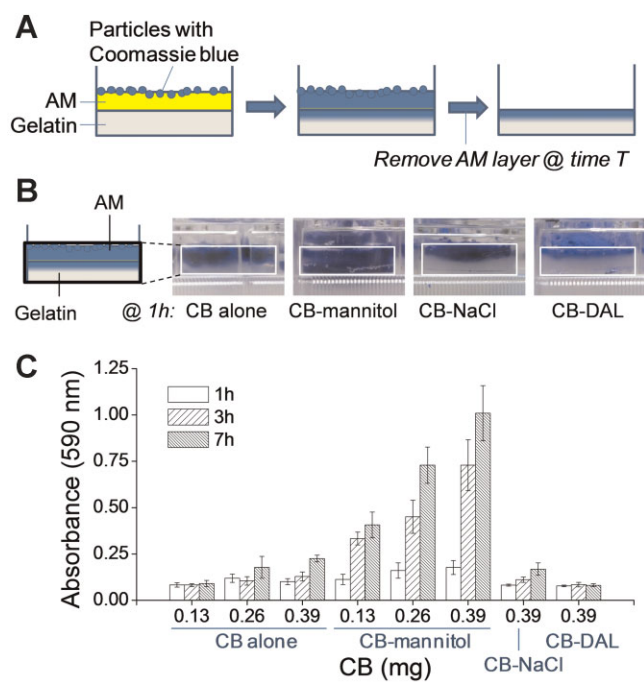 A
Particles with
Coomassie blue
AM
Gelatin
Remove AM layer @ time T
B
AM
Gelatin
@ 1h: CB alone CB-mannitol CB-NaCl CB-DAL
C
Absorbance (590 nm)
1.25
1.00
0.75
0.50
0.25
0.00
1h
3h
7h
0.13 0.26 0.39 0.13 0.26 0.39 0.39 0.39
CB alone CB-mannitol CB-DAL
CB (mg) CB-NaCl